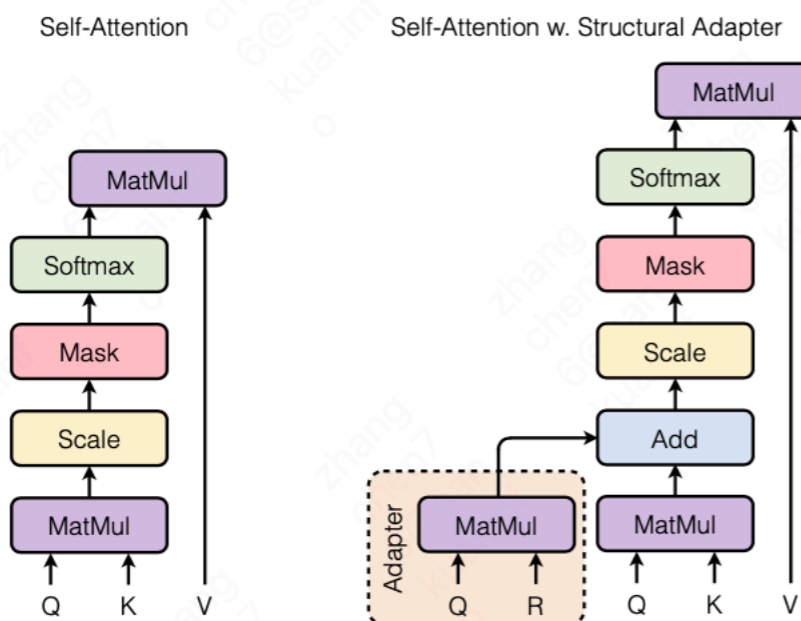 Self-Attention
MatMul
Softmax
Mask
Scale
MatMul
Q K V
Self-Attention w. Structural Adapter
MatMul
Softmax
Mask
Scale
Add
Adapter
MatMul
MatMul
Q R Q K V